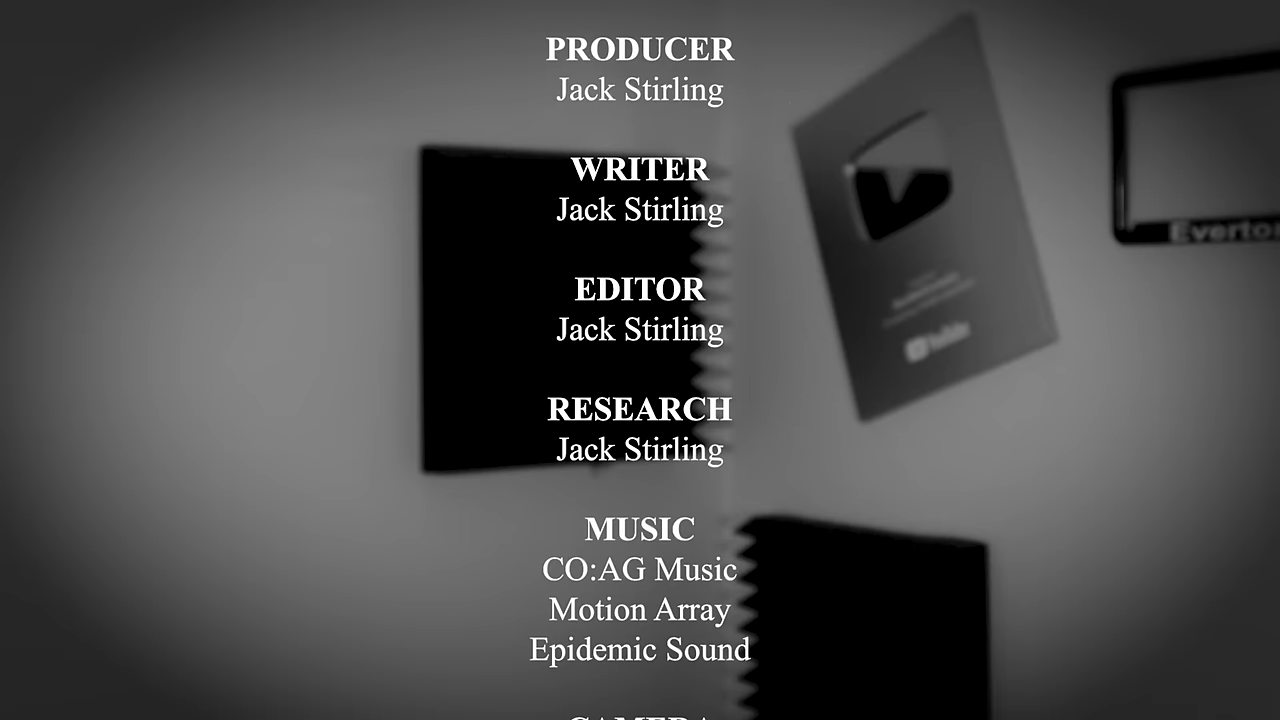 PRODUCER
Jack Stirling
WRITER
Jack Stirling
EDITOR
Jack Stirling
RESEARCH
Jack Stirling
MUSIC
CO:AG Music
Motion Array
Epidemic Sound
YouTube